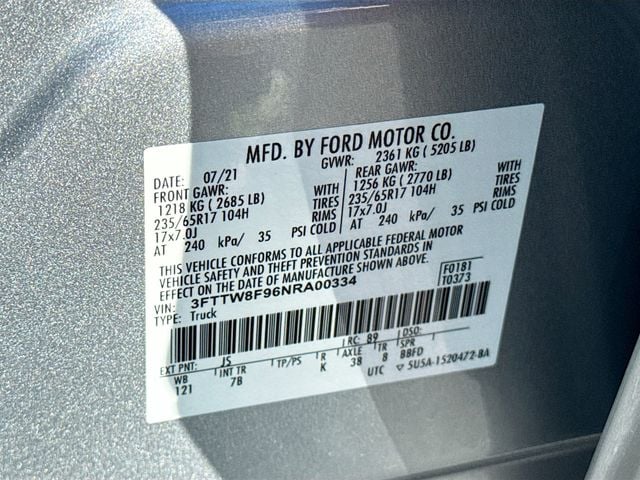 MFD. BY FORD MOTOR CO.
DATE: 07/21 GVWR: 2361 KG ( 5205 LB)
FRONT GAWR: WITH REAR GAWR: WITH
1218 KG ( 2685 LB) TIRES 1256 KG ( 2770 LB) TIRES
235/65R17 104H RIMS 235/65R17 104H RIMS
17x7.0J PSI COLD 17x7.0J
AT 240 kPa/ 35 AT 240 kPa/ 35 PSI COLD
THIS VEHICLE CONFORMS TO ALL APPLICABLE FEDERAL MOTOR
VEHICLE SAFETY AND THEFT PREVENTION STANDARDS IN
EFFECT ON THE DATE OF MANUFACTURE SHOWN ABOVE.
VIN: 3FTTW8F96NRA00334 F0181
TYPE: Truck T0373
EXT PNT: JS RC: 89 DSO:
WB INT TR TP/PS R AXLE TR SPR
121 7B K 3B 8 BBFD
UTC ▽ 5U5A-1520472-BA